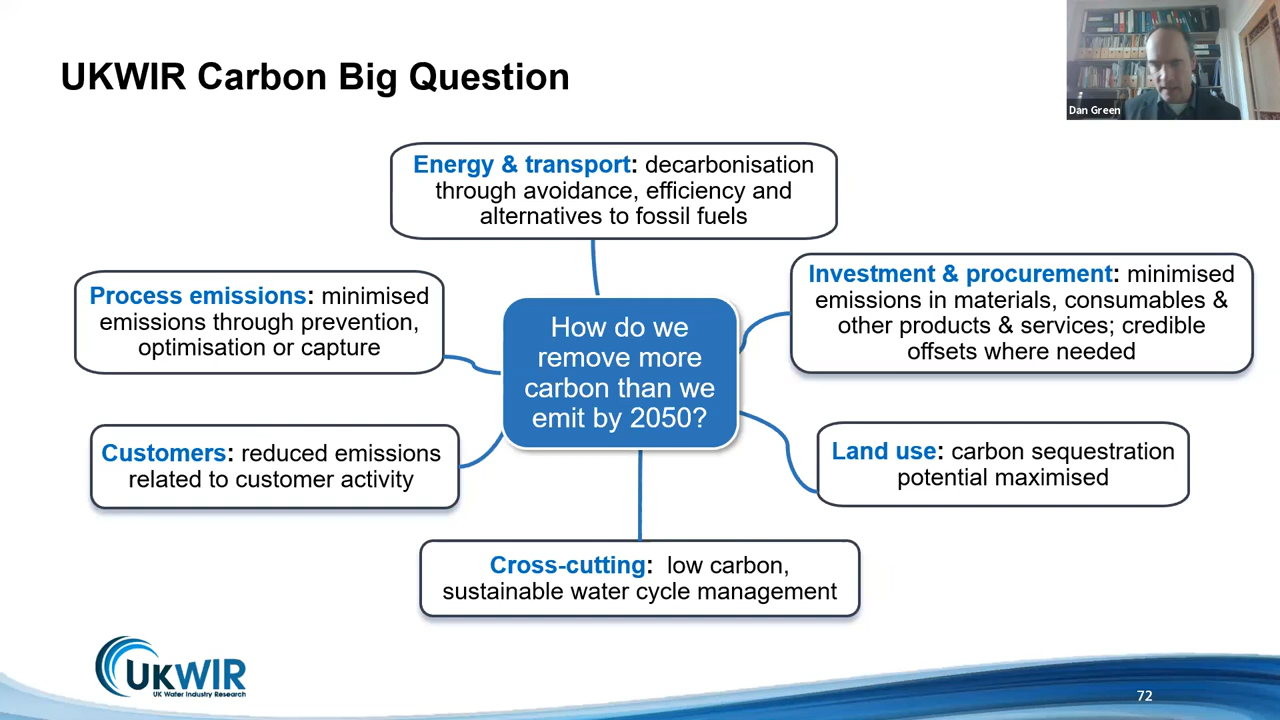 UKWIR Carbon Big Question
Dan Green
Energy & transport: decarbonisation
through avoidance, efficiency and
alternatives to fossil fuels
Process emissions: minimised
emissions through prevention,
optimisation or capture
Investment & procurement: minimised
emissions in materials, consumables &
other products & services; credible
offsets where needed
How do we
remove more
carbon than we
emit by 2050?
Customers: reduced emissions
related to customer activity
Land use: carbon sequestration
potential maximised
Cross-cutting: low carbon,
sustainable water cycle management
UKWIR
UK Water Industry Research
72